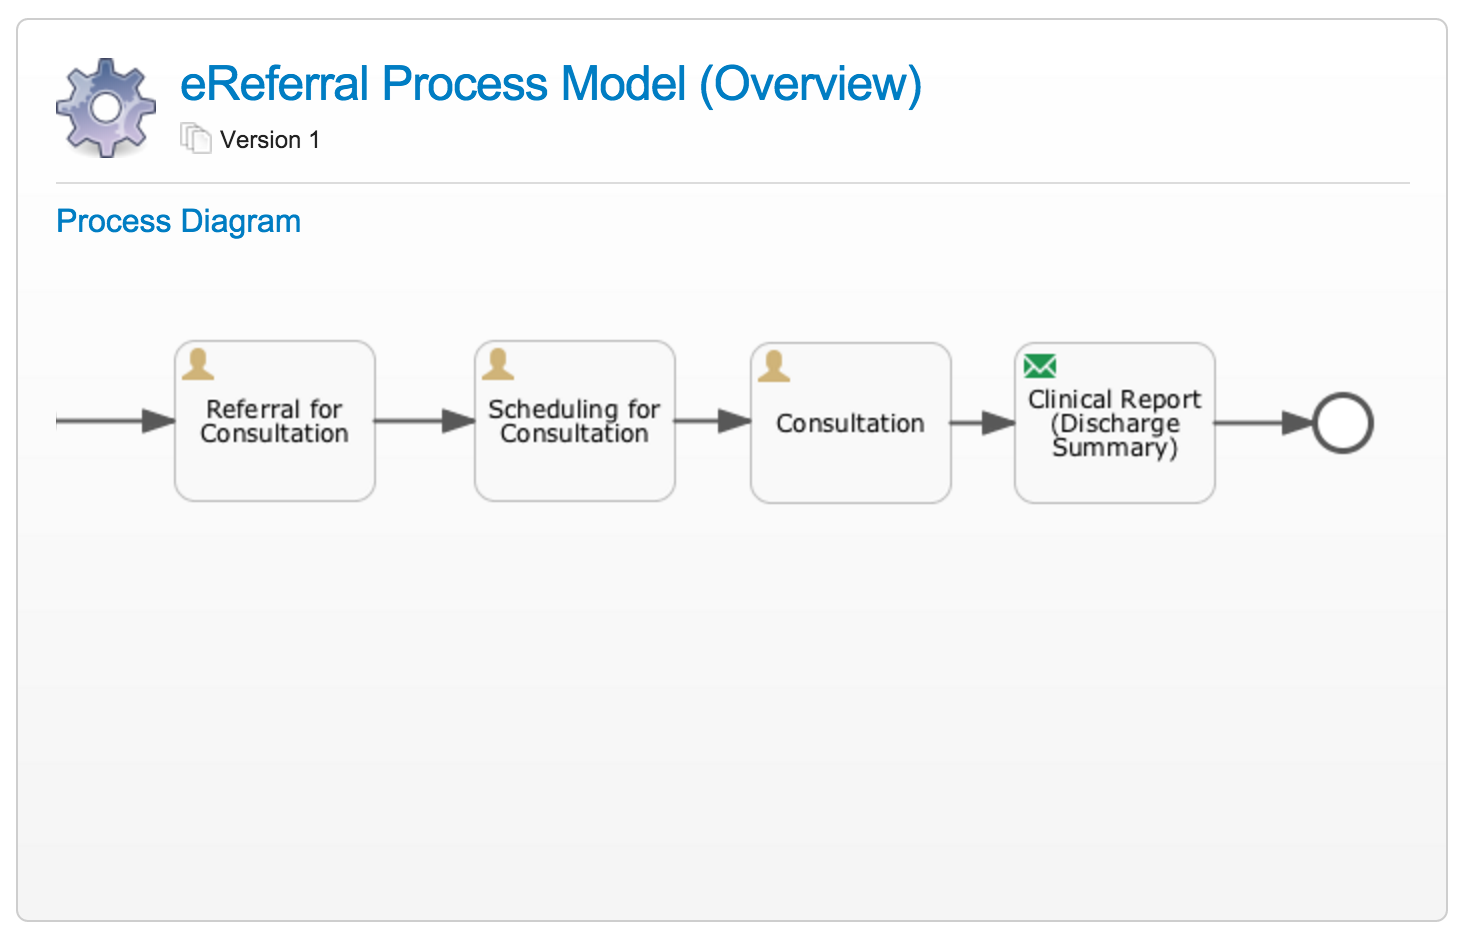 eReferral Process Model (Overview)
Version 1
Process Diagram
Referral for
Consultation
Scheduling for
Consultation
Consultation
Clinical Report
(Discharge
Summary)